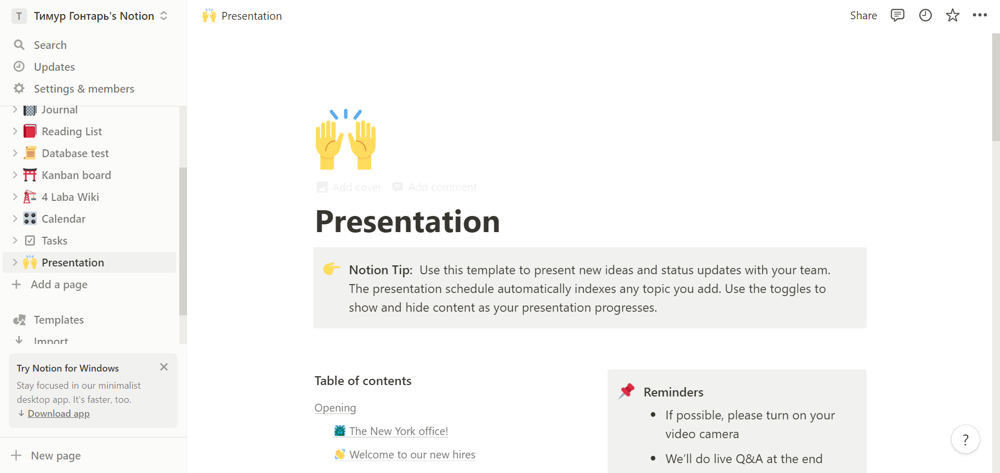 T Тимур Гонтарь's Notion
Search
Updates
Settings & members
Journal
Reading List
Database test
Kanban board
4 Laba Wiki
Calendar
Tasks
Presentation
Add a page
Templates
Import
Try Notion for Windows
Stay focused in our minimalist
desktop app. It's faster, too.
Download app
New page
Presentation
Share
Add cover
Add comment
Presentation
Notion Tip: Use this template to present new ideas and status updates with your team.
The presentation schedule automatically indexes any topic you add. Use the toggles to
show and hide content as your presentation progresses.
Table of contents
Opening
The New York office!
Welcome to our new hires
Reminders
• If possible, please turn on your
video camera
• We’ll do live Q&A at the end
?